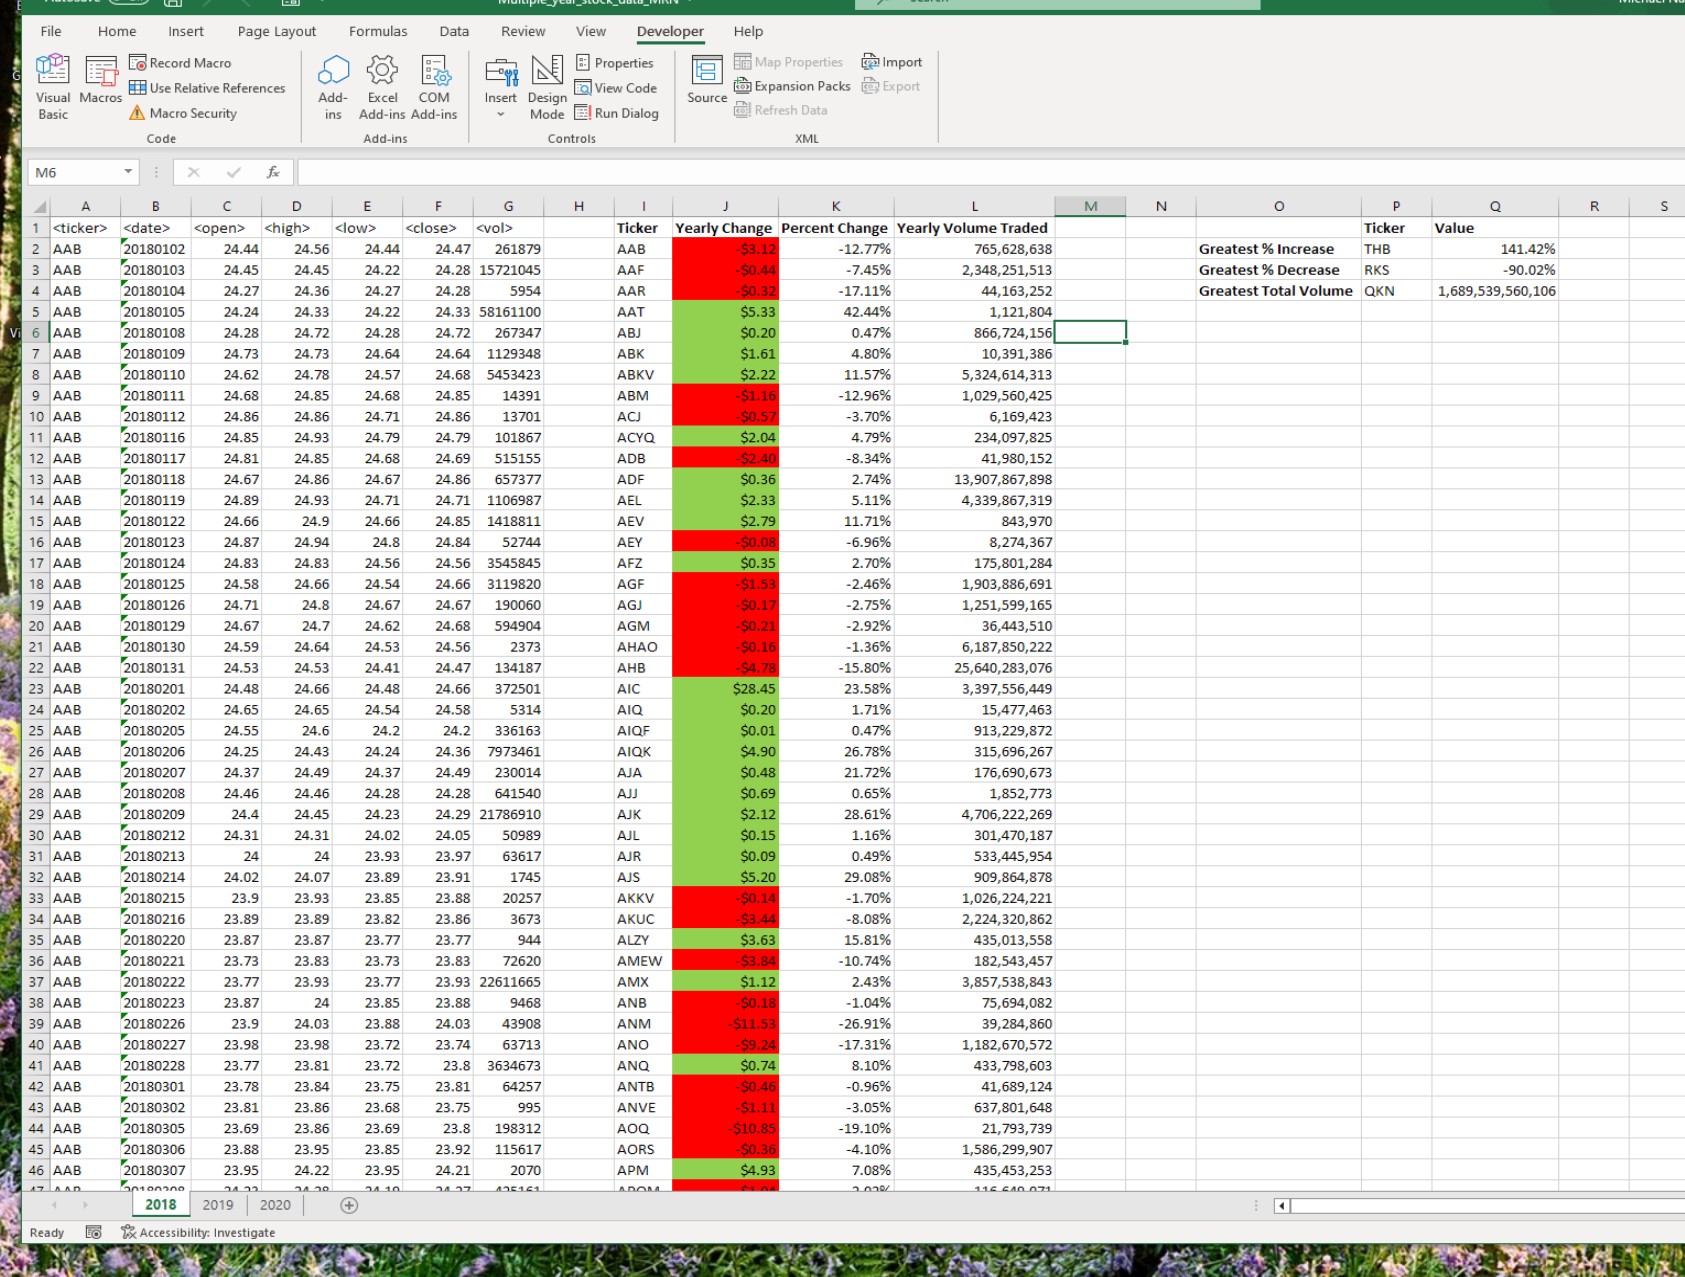 Multiple_year_stock_data_MRN
File Home Insert Page Layout Formulas Data Review View Developer Help
Record Macro Properties Map Properties Import
Use Relative References View Code Expansion Packs Export
Visual Basic Macros Macro Security Add-ins Excel Add-ins COM Add-ins Insert Design Mode Run Dialog Source Refresh Data
Code Add-ins Controls XML
M6 fx
A B C D E F G H I J K L M N O P Q R S
1 <ticker> <date> <open> <high> <low> <close> <vol> Ticker Yearly Change Percent Change Yearly Volume Traded Ticker Value
2 AAB 20180102 24.44 24.56 24.44 24.47 261879 AAB -$3.12 -12.77% 765,628,638 Greatest % Increase THB 141.42%
3 AAB 20180103 24.45 24.45 24.22 24.28 15721045 AAF -$0.44 -7.45% 2,348,251,513 Greatest % Decrease RKS -90.02%
4 AAB 20180104 24.27 24.36 24.27 24.28 5954 AAR -$0.32 -17.11% 44,163,252 Greatest Total Volume QKN 1,689,539,560,106
5 AAB 20180105 24.24 24.33 24.22 24.33 58161100 AAT $5.33 42.44% 1,121,804
6 AAB 20180108 24.28 24.72 24.28 24.72 267347 ABJ $0.20 0.47% 866,724,156
7 AAB 20180109 24.73 24.73 24.64 24.64 1129348 ABK $1.61 4.80% 10,391,386
8 AAB 20180110 24.62 24.78 24.57 24.68 5453423 ABKV $2.22 11.57% 5,324,614,313
9 AAB 20180111 24.68 24.85 24.68 24.85 14391 ABM -$1.16 -12.96% 1,029,560,425
10 AAB 20180112 24.86 24.86 24.71 24.86 13701 ACJ -$0.57 -3.70% 6,169,423
11 AAB 20180116 24.85 24.93 24.79 24.79 101867 ACYQ $2.04 4.79% 234,097,825
12 AAB 20180117 24.81 24.85 24.68 24.69 515155 ADB -$2.40 -8.34% 41,980,152
13 AAB 20180118 24.67 24.86 24.67 24.86 657377 ADF $0.36 2.74% 13,907,867,898
14 AAB 20180119 24.89 24.93 24.71 24.71 1106987 AEL $2.33 5.11% 4,339,867,319
15 AAB 20180122 24.66 24.9 24.66 24.85 1418811 AEV $2.79 11.71% 843,970
16 AAB 20180123 24.87 24.94 24.8 24.84 52744 AEY -$0.08 -6.96% 8,274,367
17 AAB 20180124 24.83 24.83 24.56 24.56 3545845 AFZ $0.35 2.70% 175,801,284
18 AAB 20180125 24.58 24.66 24.54 24.66 3119820 AGF -$1.53 -2.46% 1,903,886,691
19 AAB 20180126 24.71 24.8 24.67 24.67 190060 AGJ -$0.17 -2.75% 1,251,599,165
20 AAB 20180129 24.67 24.7 24.62 24.68 594904 AGM -$0.21 -2.92% 36,443,510
21 AAB 20180130 24.59 24.64 24.53 24.56 2373 AHAO -$0.16 -1.36% 6,187,850,222
22 AAB 20180131 24.53 24.53 24.41 24.47 134187 AHB -$4.78 -15.80% 25,640,283,076
23 AAB 20180201 24.48 24.66 24.48 24.66 372501 AIC $28.45 23.58% 3,397,556,449
24 AAB 20180202 24.65 24.65 24.54 24.58 5314 AIQ $0.20 1.71% 15,477,463
25 AAB 20180205 24.55 24.6 24.2 24.2 336163 AIQF $0.01 0.47% 913,229,872
26 AAB 20180206 24.25 24.43 24.24 24.36 7973461 AIQK $4.90 26.78% 315,696,267
27 AAB 20180207 24.37 24.49 24.37 24.49 230014 AJA $0.48 21.72% 176,690,673
28 AAB 20180208 24.46 24.46 24.28 24.28 641540 AJJ $0.69 0.65% 1,852,773
29 AAB 20180209 24.4 24.45 24.23 24.29 21786910 AJK $2.12 28.61% 4,706,222,269
30 AAB 20180212 24.31 24.31 24.02 24.05 50989 AJL $0.15 1.16% 301,470,187
31 AAB 20180213 24 24 23.93 23.97 63617 AJR $0.09 0.49% 533,445,954
32 AAB 20180214 24.02 24.07 23.89 23.91 1745 AJS $5.20 29.08% 909,864,878
33 AAB 20180215 23.9 23.93 23.85 23.88 20257 AKKV -$0.14 -1.70% 1,026,224,221
34 AAB 20180216 23.89 23.89 23.82 23.86 3673 AKUC -$3.44 -8.08% 2,224,320,862
35 AAB 20180220 23.87 23.87 23.77 23.77 944 ALZY $3.63 15.81% 435,013,558
36 AAB 20180221 23.73 23.83 23.73 23.83 72620 AMEW -$3.84 -10.74% 182,543,457
37 AAB 20180222 23.77 23.93 23.77 23.93 22611665 AMX $1.12 2.43% 3,857,538,843
38 AAB 20180223 23.87 24 23.85 23.88 9468 ANB -$0.18 -1.04% 75,694,082
39 AAB 20180226 23.9 24.03 23.88 24.03 43908 ANM -$11.53 -26.91% 39,284,860
40 AAB 20180227 23.98 23.98 23.72 23.74 63713 ANO -$9.24 -17.31% 1,182,670,572
41 AAB 20180228 23.77 23.81 23.72 23.8 3634673 ANQ $0.74 8.10% 433,798,603
42 AAB 20180301 23.78 23.84 23.75 23.81 64257 ANTB -$0.46 -0.96% 41,689,124
43 AAB 20180302 23.81 23.86 23.68 23.75 995 ANVE -$1.11 -3.05% 637,801,648
44 AAB 20180305 23.69 23.86 23.69 23.8 198312 AOQ -$10.85 -19.10% 21,793,739
45 AAB 20180306 23.88 23.95 23.85 23.92 115617 AORS -$0.36 -4.10% 1,586,299,907
46 AAB 20180307 23.95 24.22 23.95 24.21 2070 APM $4.93 7.08% 435,453,253
2018 2019 2020
Ready Accessibility: Investigate